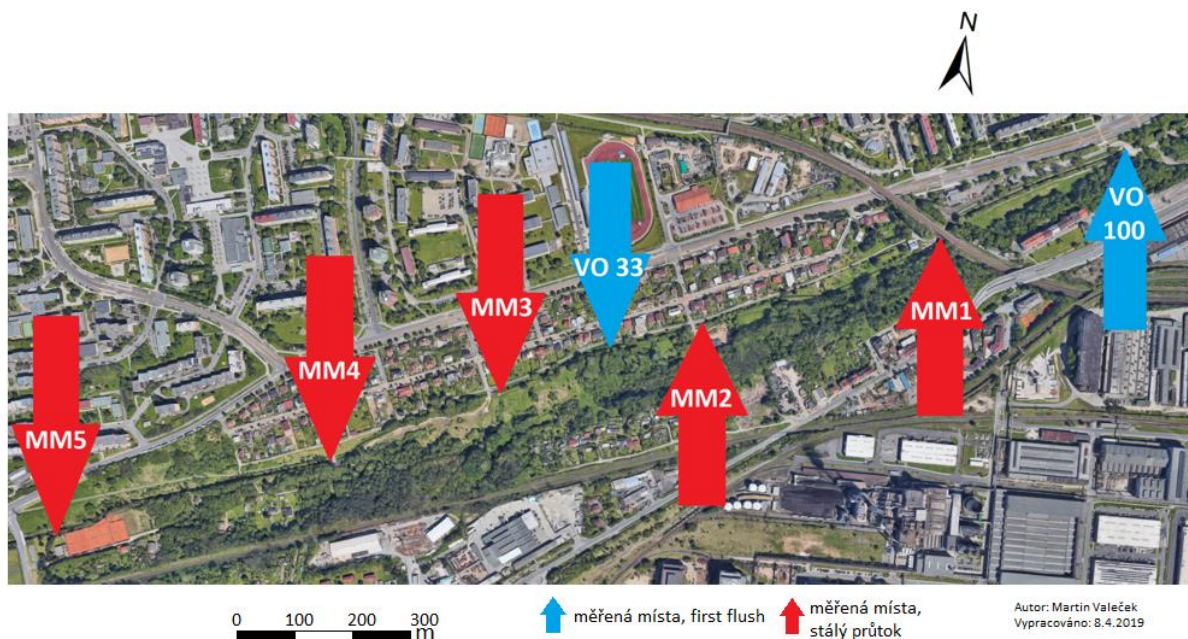 N
VO
100
VO 33
MM3
MM1
MM4
MM2
MM5
0 100 200 300
m
měřená místa, first flush
měřená místa,
stálý průtok
Autor: Martin Valeček
Vypracováno: 8.4.2019